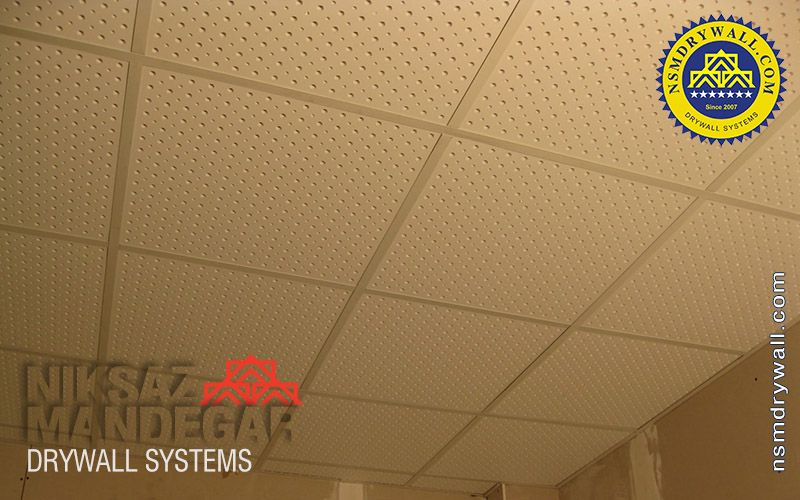 NSMDRYWALL.COM
Since 2007
DRYWALL SYSTEMS
nsmdrywall.com
NIKSAZ
MANDEGAR
DRYWALL SYSTEMS